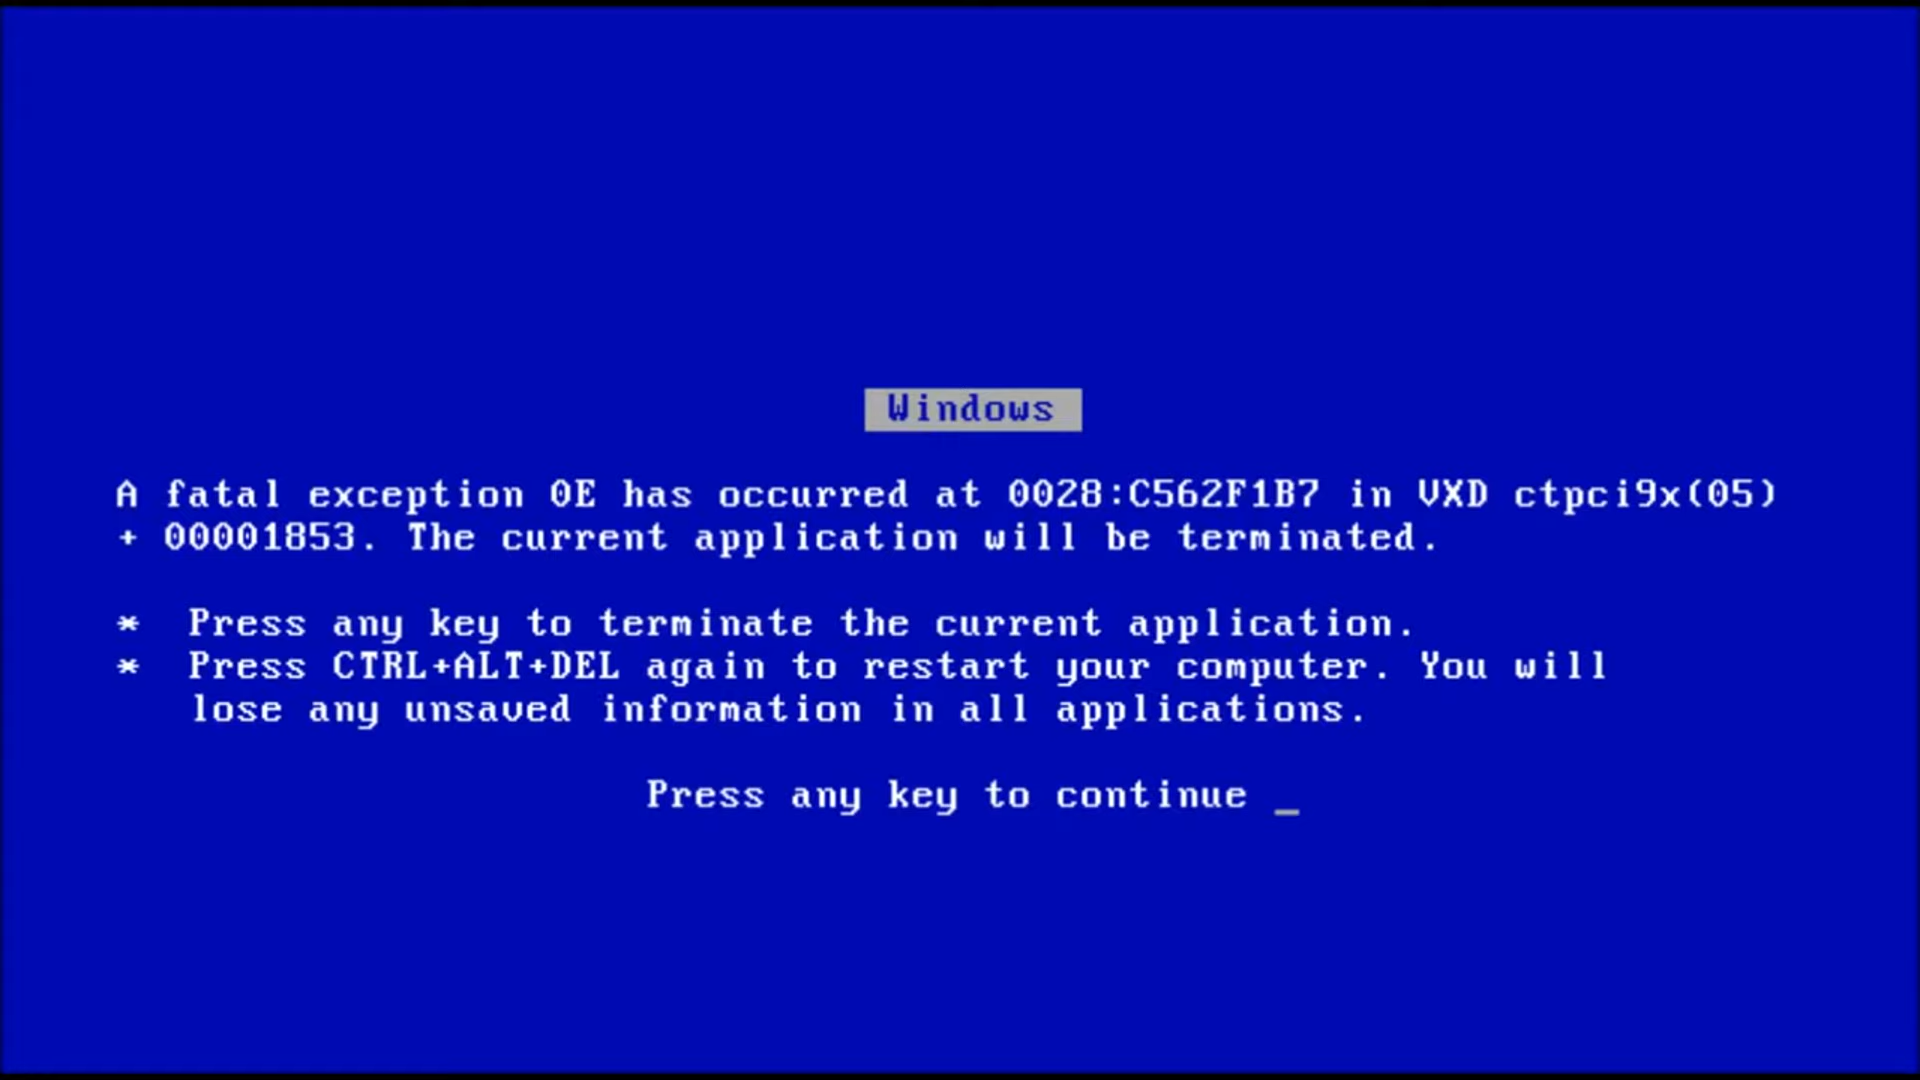 Windows
A fatal exception 0E has occurred at 0028:C562F1B7 in VXD ctpci9x(05)
+ 00001853. The current application will be terminated.
* Press any key to terminate the current application.
* Press CTRL+ALT+DEL again to restart your computer. You will
lose any unsaved information in all applications.
Press any key to continue _